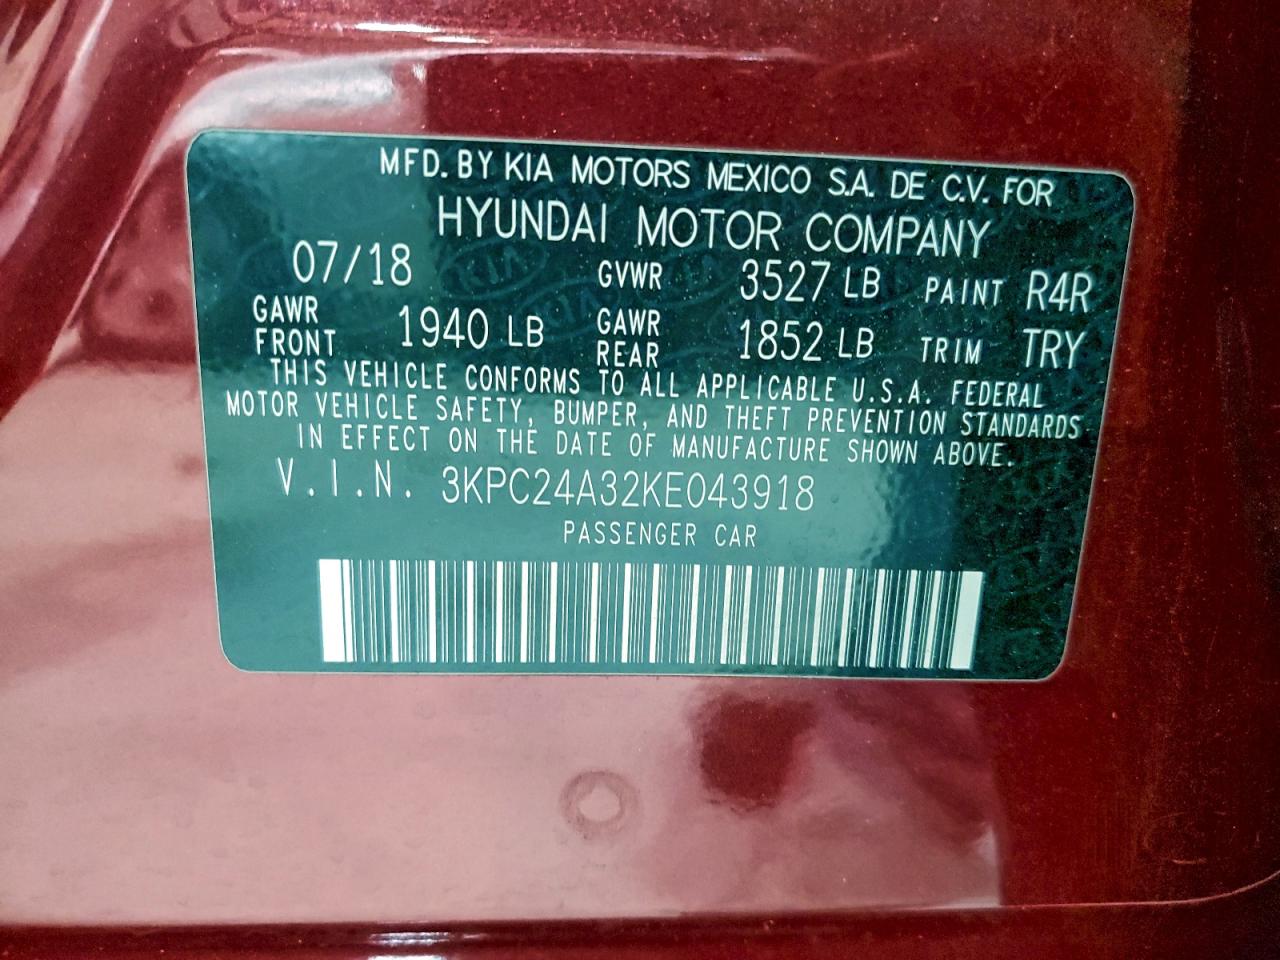 MFD. BY KIA MOTORS MEXICO S.A. DE C.V. FOR
HYUNDAI MOTOR COMPANY
07/18 GVWR 3527 LB PAINT R4R
GAWR FRONT 1940 LB GAWR REAR 1852 LB TRIM TRY
THIS VEHICLE CONFORMS TO ALL APPLICABLE U.S.A. FEDERAL
MOTOR VEHICLE SAFETY, BUMPER, AND THEFT PREVENTION STANDARDS
IN EFFECT ON THE DATE OF MANUFACTURE SHOWN ABOVE.
V.I.N. 3KPC24A32KE043918
PASSENGER CAR